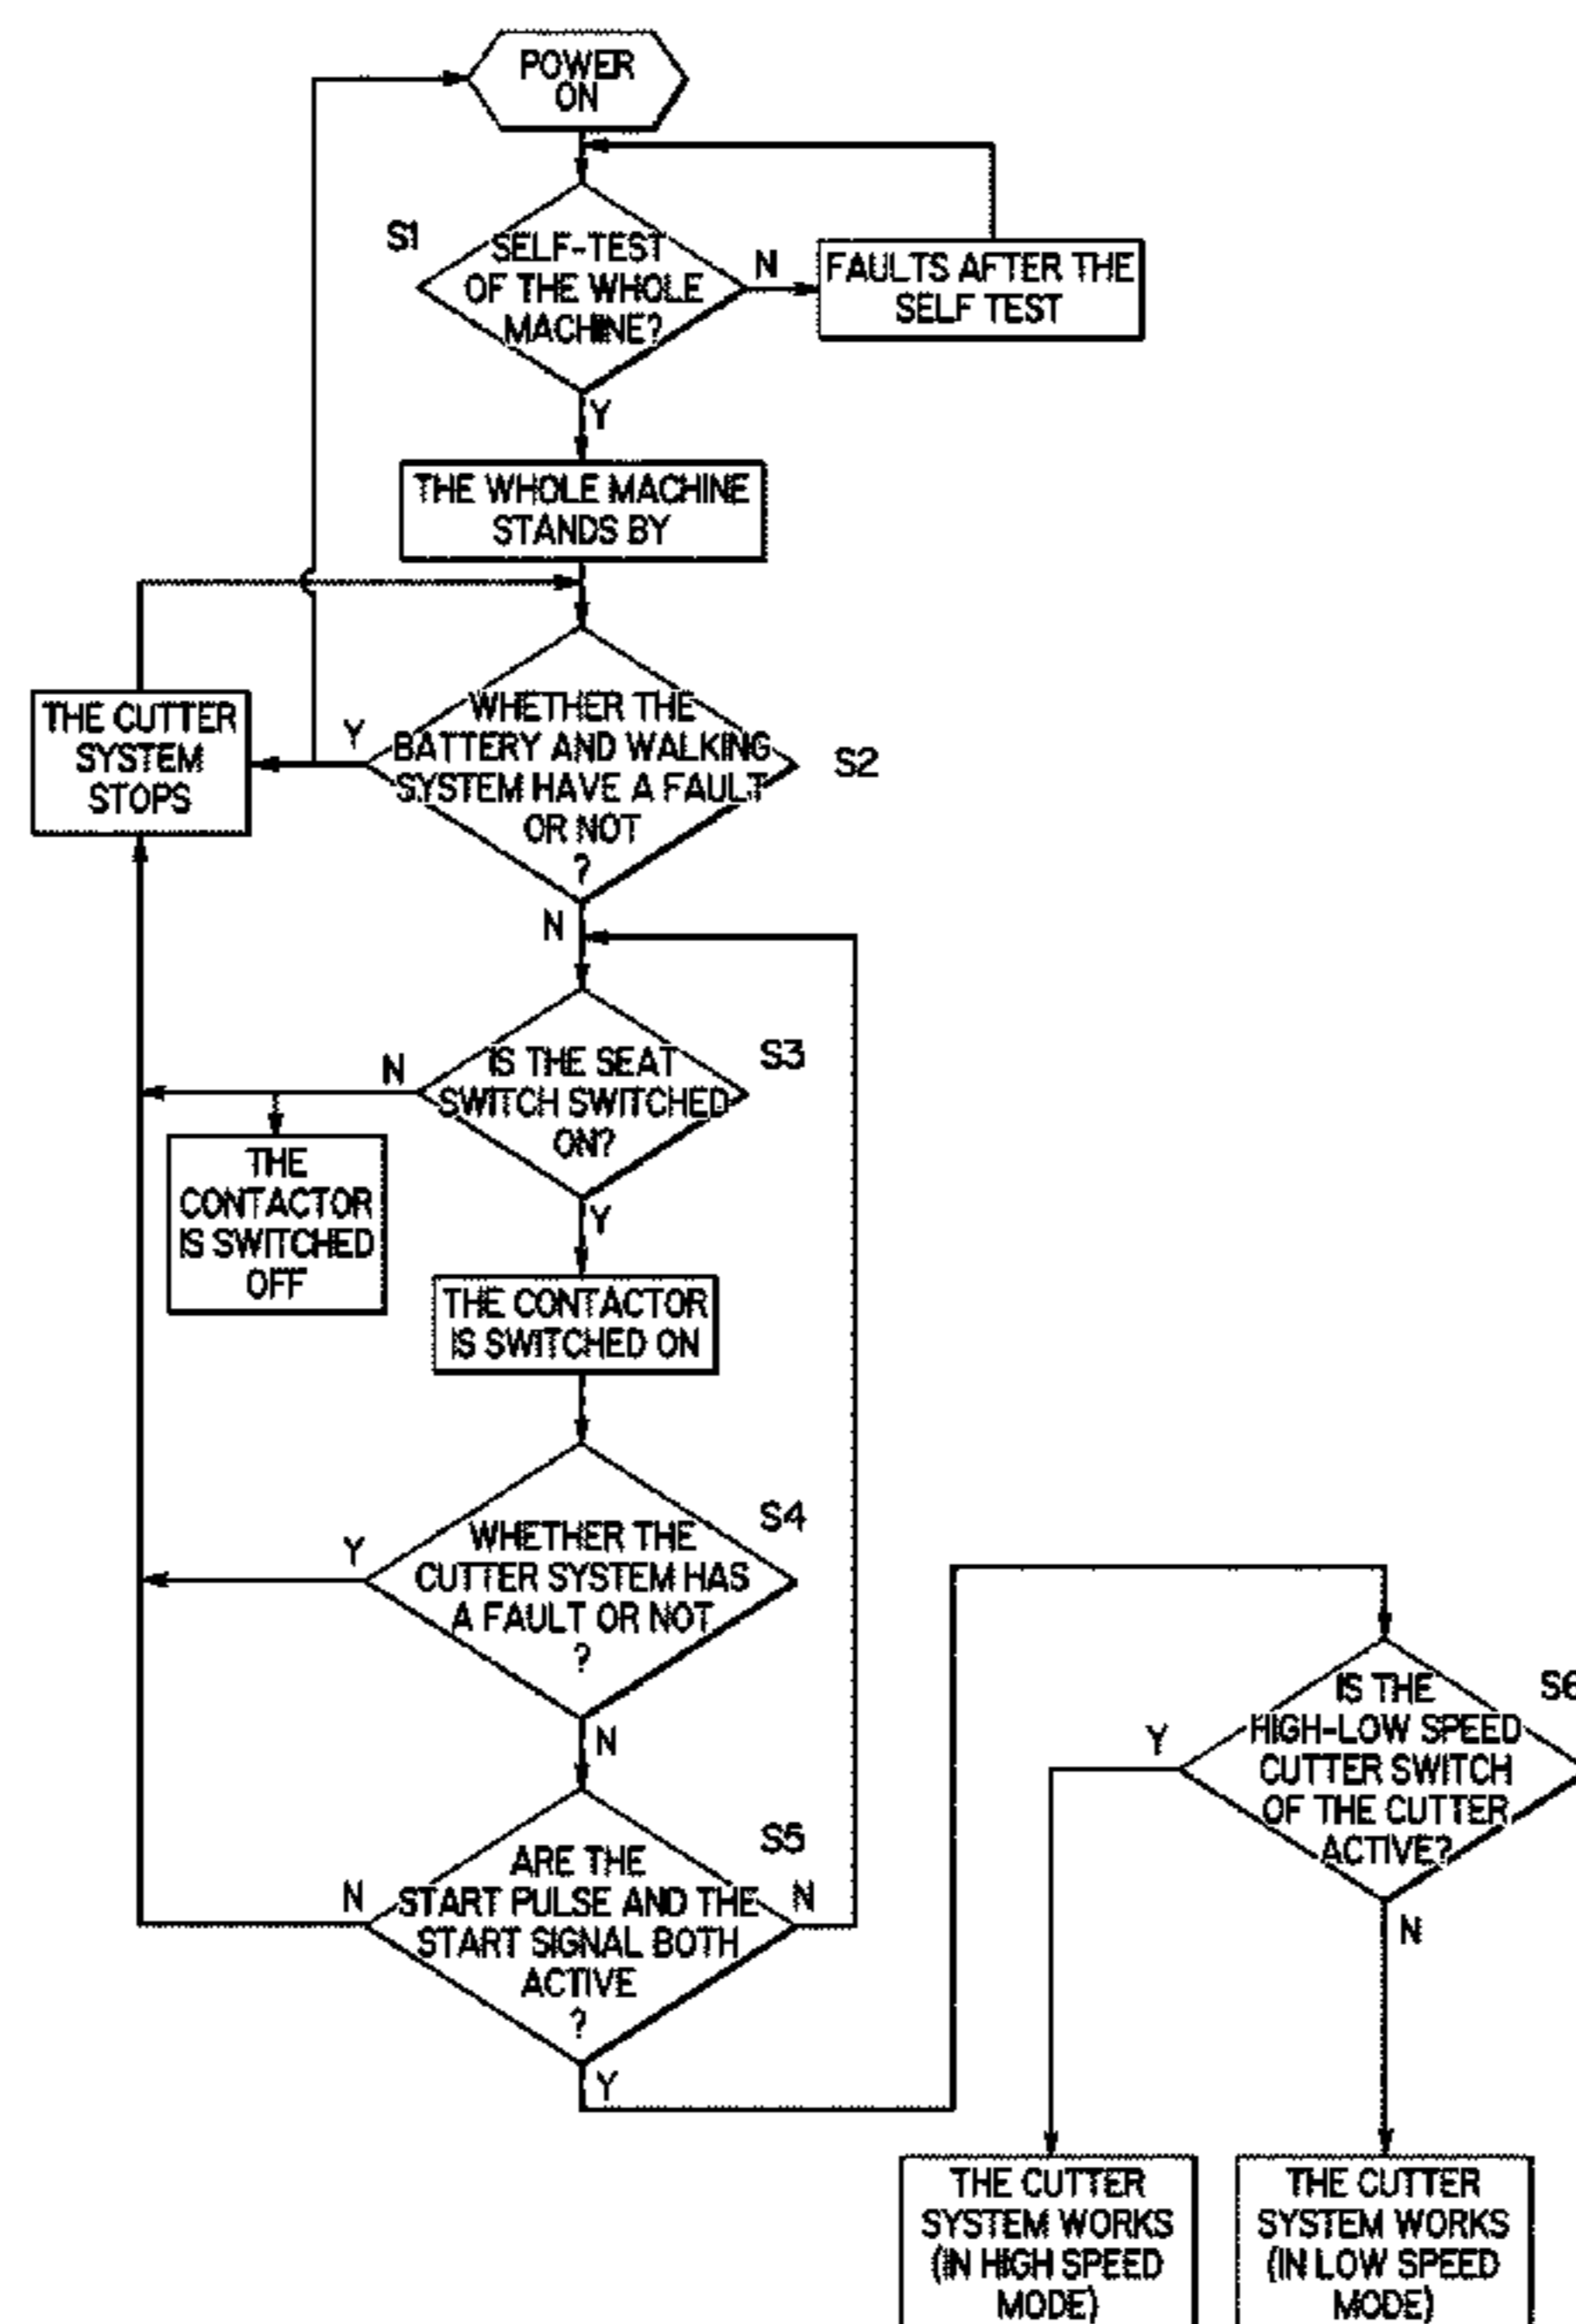 POWER
ON
S1
SELF-TEST
OF THE WHOLE
MACHINE?
N
FAULTS AFTER THE
SELF TEST
Y
THE WHOLE MACHINE
STANDS BY
THE CUTTER
SYSTEM
STOPS
Y
WHETHER THE
BATTERY AND WALKING
SYSTEM HAVE A FAULT
OR NOT
?
S2
N
N
IS THE SEAT
SWITCH SWITCHED
ON?
S3
THE
CONTACTOR
IS SWITCHED
OFF
Y
THE CONTACTOR
IS SWITCHED ON
Y
WHETHER THE
CUTTER SYSTEM HAS
A FAULT OR NOT
?
S4
N
N
ARE THE
START PULSE AND THE
START SIGNAL BOTH
ACTIVE
?
S5
N
Y
Y
IS THE
HIGH-LOW SPEED
CUTTER SWITCH
OF THE CUTTER
ACTIVE?
S6
N
THE CUTTER
SYSTEM WORKS
(IN HIGH SPEED
MODE)
THE CUTTER
SYSTEM WORKS
(IN LOW SPEED
MODE)